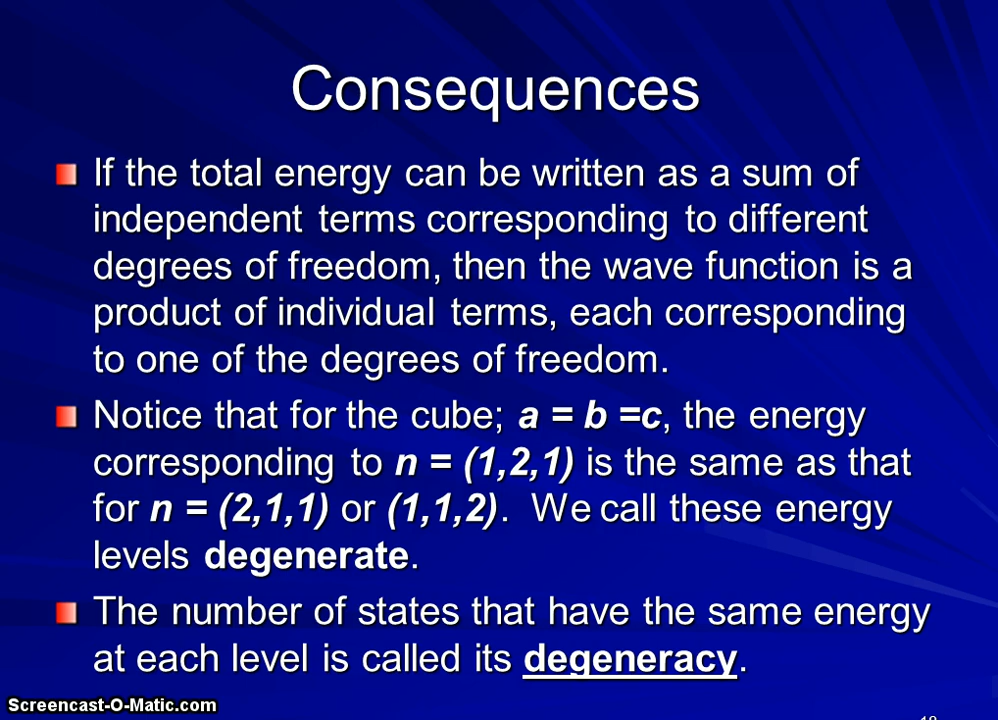 Consequences
If the total energy can be written as a sum of
independent terms corresponding to different
degrees of freedom, then the wave function is a
product of individual terms, each corresponding
to one of the degrees of freedom.
Notice that for the cube; a = b =c, the energy
corresponding to n = (1,2,1) is the same as that
for n = (2,1,1) or (1,1,2). We call these energy
levels degenerate.
The number of states that have the same energy
at each level is called its degeneracy.
Screencast-O-Matic.com